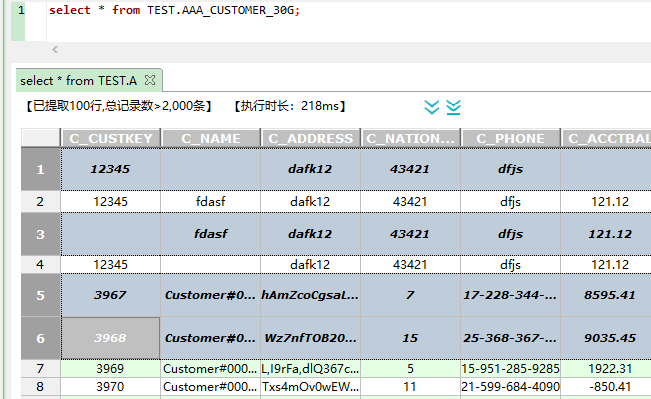 1 select * from TEST.AAA_CUSTOMER_30G;
select * from TEST.A
【已提取100行,总记录数>2,000条】 【执行时长：218ms】
C_CUSTKEY C_NAME C_ADDRESS C_NATION... C_PHONE C_ACCTBAL
1 12345 dafk12 43421 dfjs
2 12345 fdasf dafk12 43421 dfjs 121.12
3 fdasf dafk12 43421 dfjs 121.12
4 12345 dafk12 43421 dfjs 121.12
5 3967 Customer#0... hAmZcoCgsaL... 7 17-228-344-... 8595.41
6 3968 Customer#0... Wz7nfTOB20... 15 25-368-367-... 9035.45
7 3969 Customer#000... L,I9rFa,dlQ367c... 5 15-951-285-9285 1922.31
8 3970 Customer#000... Txs4mOv0wEW... 11 21-599-684-4090 -850.41